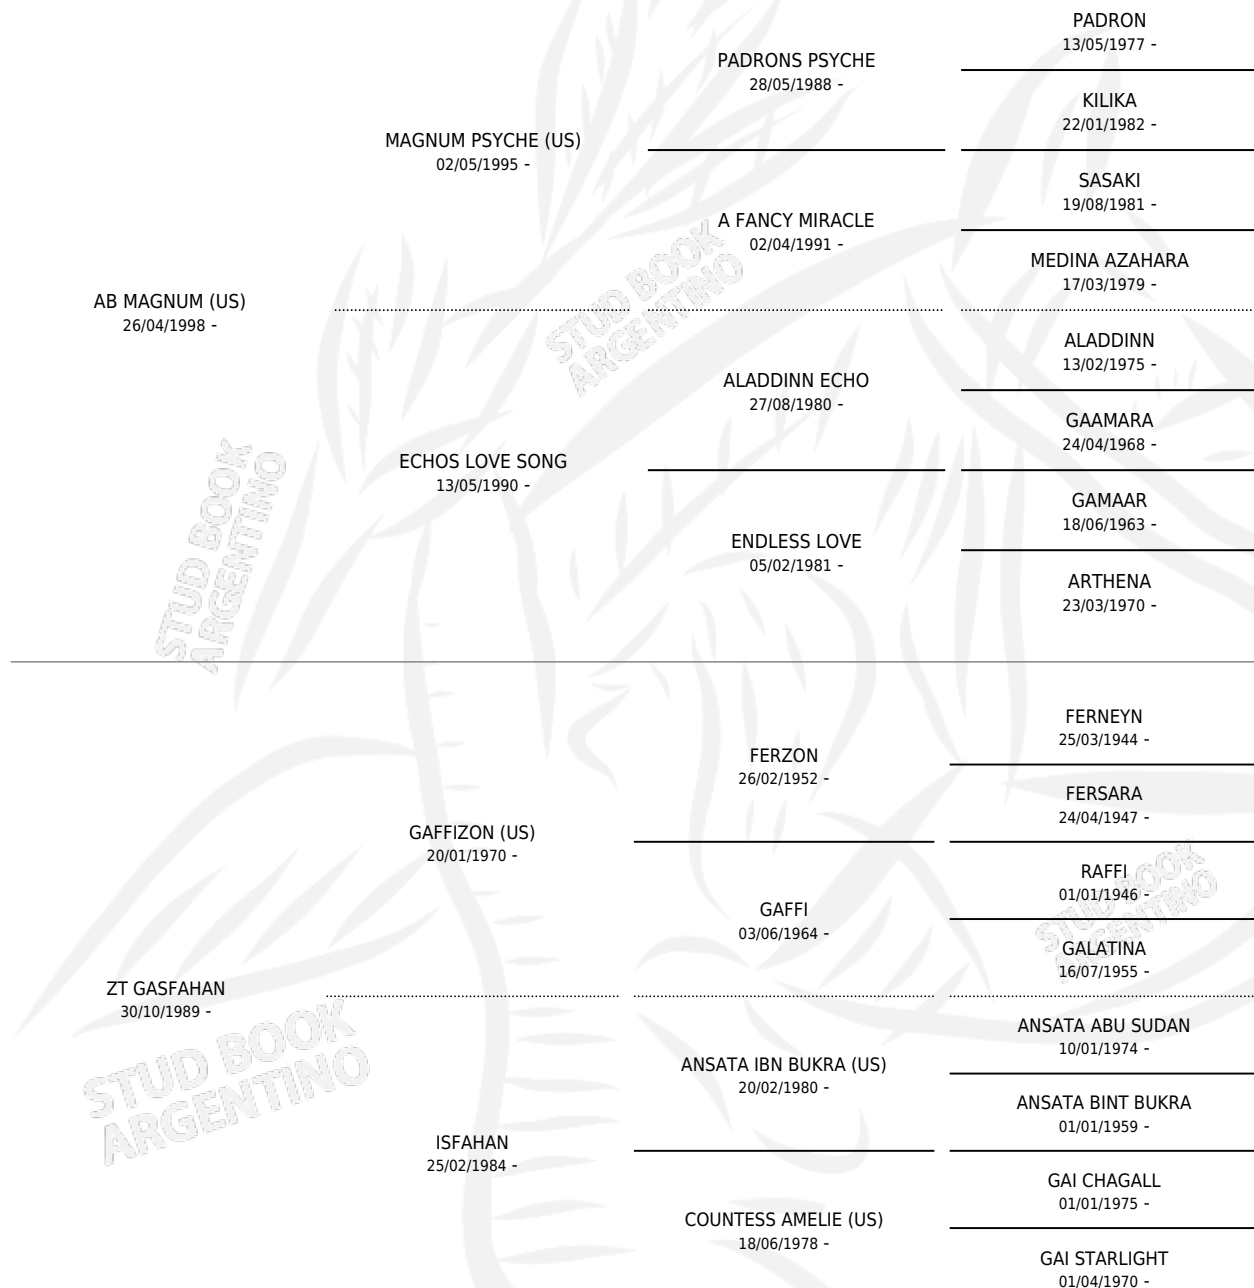 PADRON
13/05/1977 -
PADRONS PSYCHE
28/05/1988 -
KILIKA
22/01/1982 -
MAGNUM PSYCHE (US)
02/05/1995 -
SASAKI
19/08/1981 -
A FANCY MIRACLE
02/04/1991 -
MEDINA AZAHARA
17/03/1979 -
AB MAGNUM (US)
26/04/1998 -
ALADDINN
13/02/1975 -
ALADDINN ECHO
27/08/1980 -
GAAMARA
24/04/1968 -
ECHOS LOVE SONG
13/05/1990 -
GAMAAR
18/06/1963 -
ENDLESS LOVE
05/02/1981 -
ARTHENA
23/03/1970 -
FERNEYN
25/03/1944 -
FERZON
26/02/1952 -
FERSARA
24/04/1947 -
GAFFIZON (US)
20/01/1970 -
RAFFI
01/01/1946 -
GAFFI
03/06/1964 -
GALATINA
16/07/1955 -
ZT GASFAHAN
30/10/1989 -
ANSATA ABU SUDAN
10/01/1974 -
ANSATA IBN BUKRA (US)
20/02/1980 -
ANSATA BINT BUKRA
01/01/1959 -
ISFAHAN
25/02/1984 -
GAI CHAGALL
01/01/1975 -
COUNTESS AMELIE (US)
18/06/1978 -
GAI STARLIGHT
01/04/1970 -
STUD BOOK
ARGENTINO
STUD BOOK
ARGENTINO
STUD BOOK
ARGENTINO
STUD BOOK
ARGENTINO